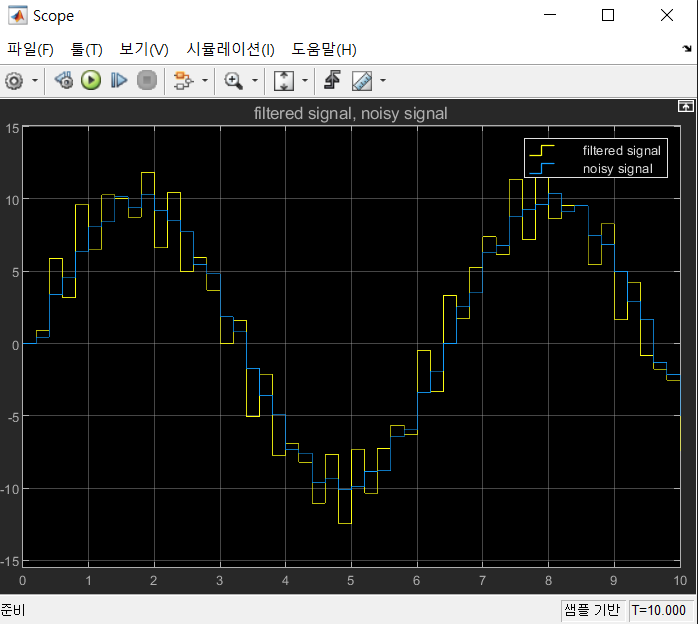 Scope
파일(F) 툴(T) 보기(V) 시뮬레이션(I) 도움말(H)
filtered signal, noisy signal
filtered signal
noisy signal
15
10
5
0
-5
-10
-15
0 1 2 3 4 5 6 7 8 9 10
준비 샘플 기반 T=10.000